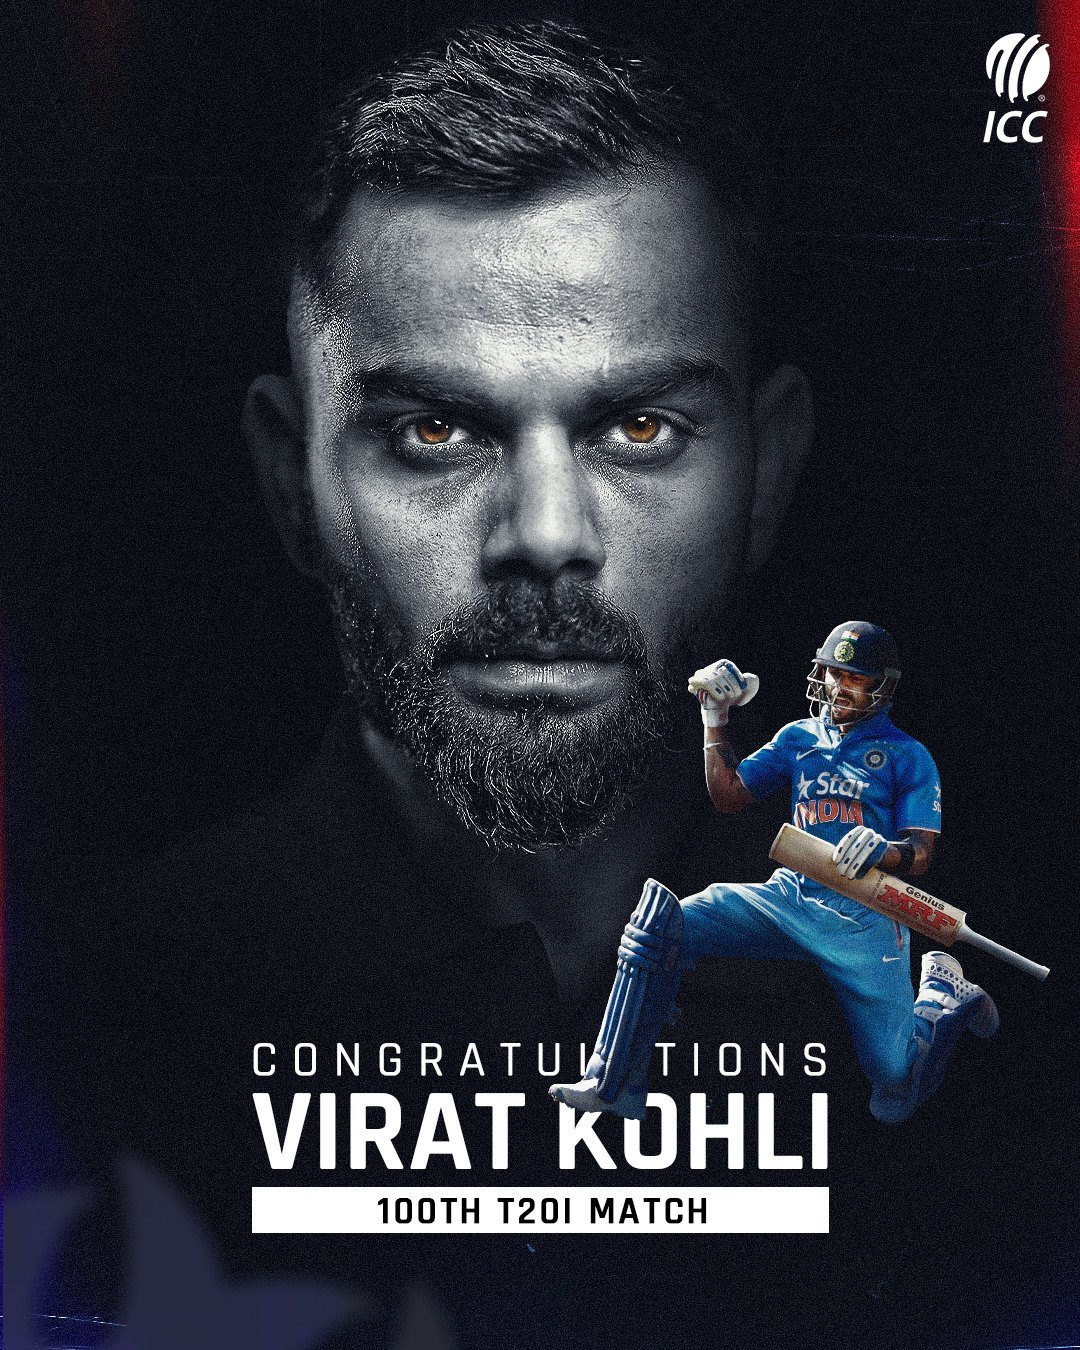 ICC
Star
INDIA
Genius
MRF
CONGRATULATIONS
VIRAT KOHLI
100TH T20I MATCH